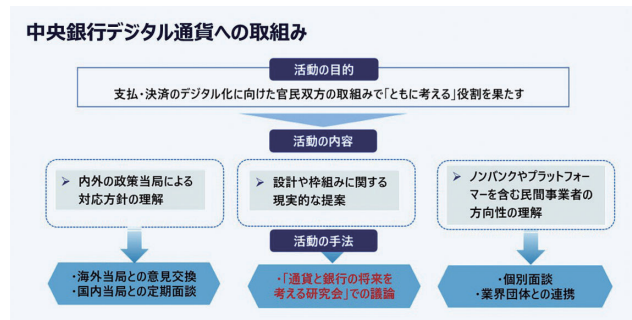 中央銀行デジタル通貨への取組み
活動の目的
支払・決済のデジタル化に向けた官民双方の取組みで「ともに考える」役割を果たす
活動の内容
➢ 内外の政策当局による
対応方針の理解
➢ 設計や枠組みに関する
現実的な提案
➢ ノンバンクやプラットフォー
マーを含む民間事業者の
方向性の理解
活動の手法
・海外当局との意見交換
・国内当局との定期面談
・「通貨と銀行の将来を
考える研究会」での議論
・個別面談
・業界団体との連携